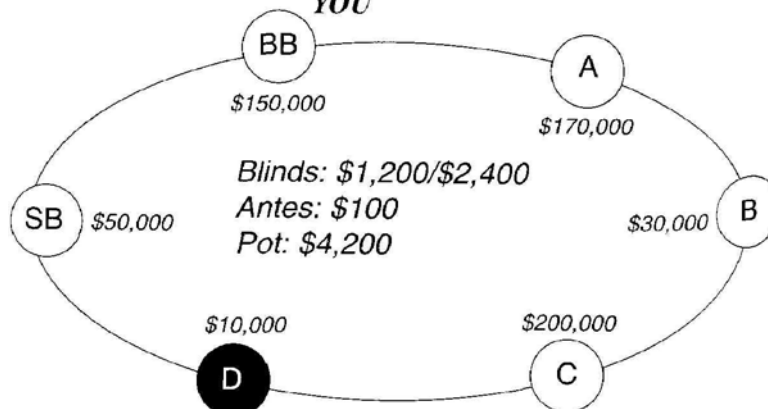 YOU
BB
A
$150,000
$170,000
Blinds: $1,200/$2,400
Antes: $100
Pot: $4,200
SB
$50,000
$30,000
B
$10,000
$200,000
D
C